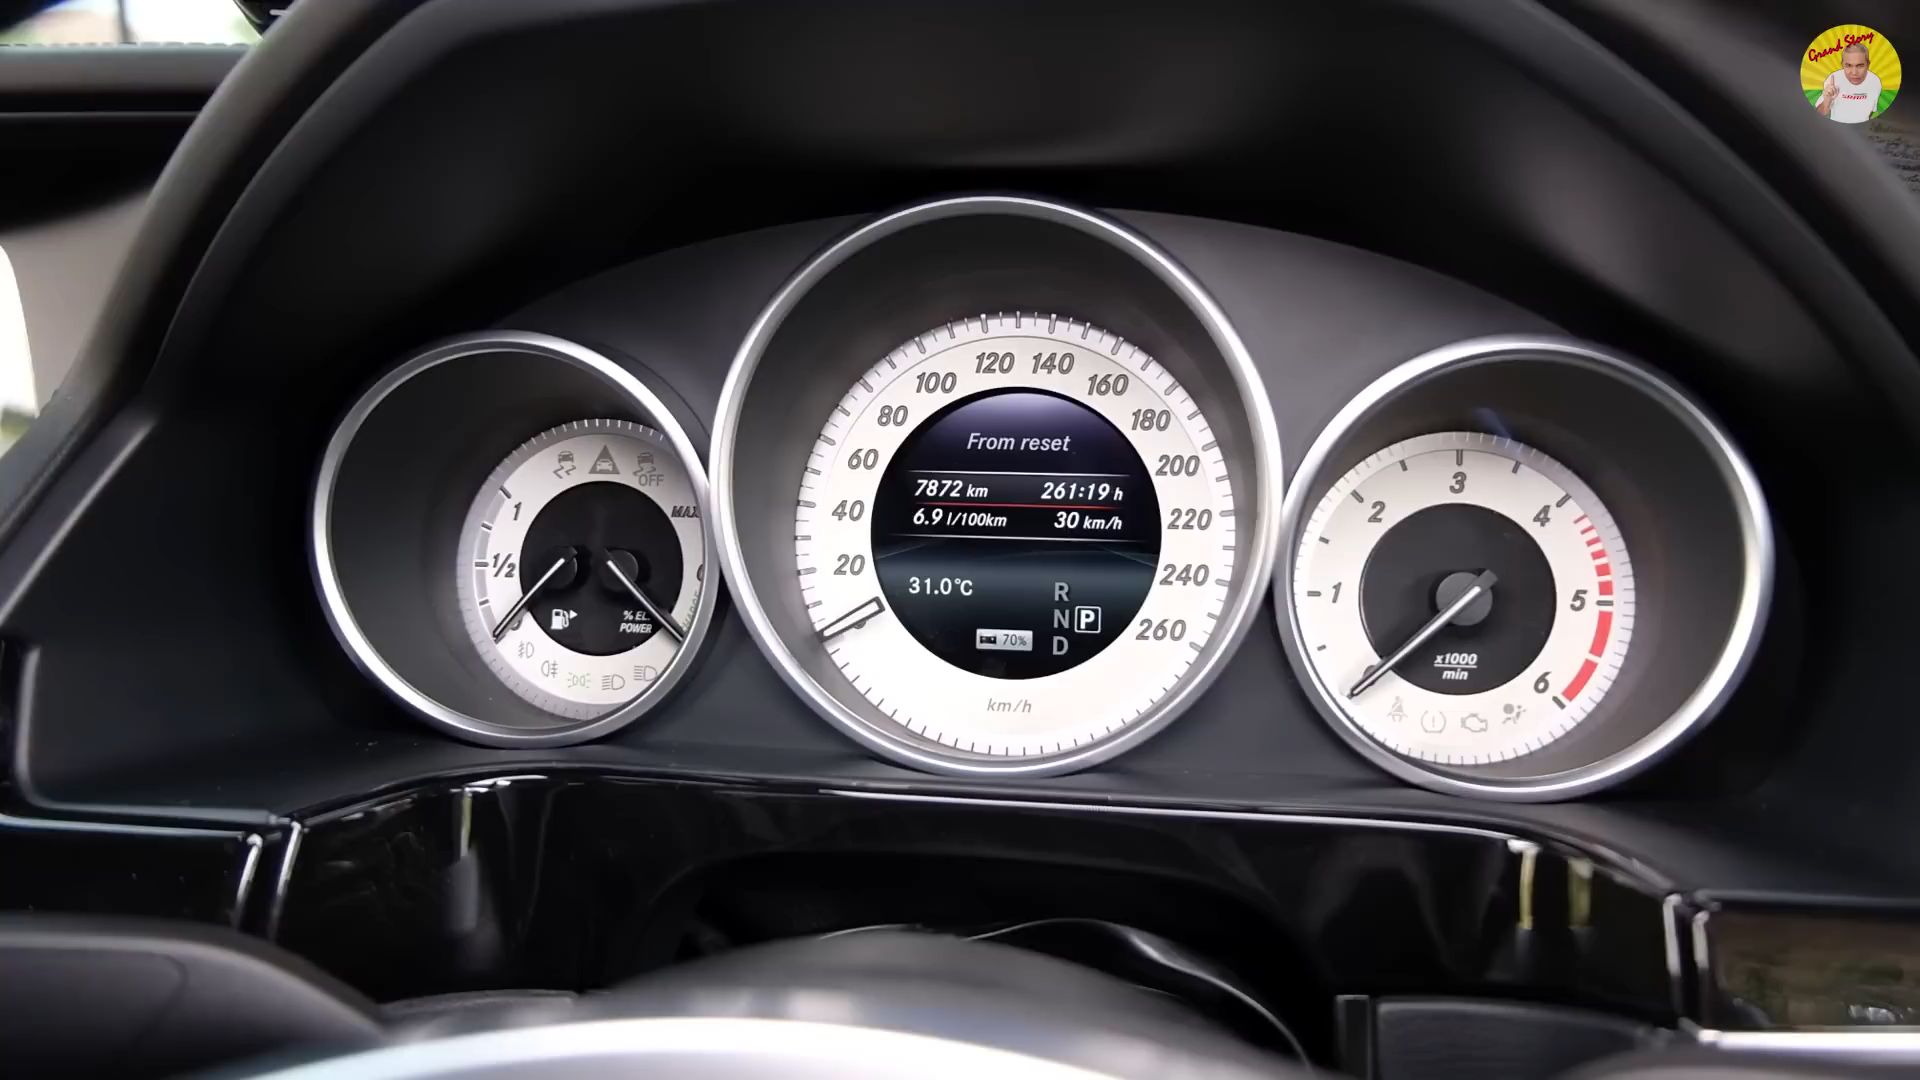 Grand Story
SRAM
OFF
MAX
1
1/2
% EL.
POWER
20
40
60
80
100
120
140
160
180
200
220
240
260
From reset
7872 km 261:19 h
6.9 l/100km 30 km/h
31.0°C
R
N P
D
70%
km/h
1
2
3
4
5
6
x1000
min